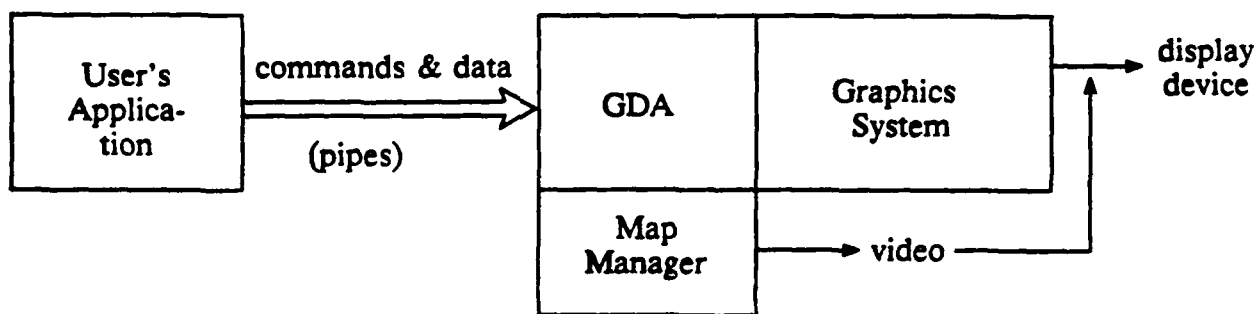 User's
Applica-
tion
commands & data
(pipes)
GDA
Graphics
System
display
device
Map
Manager
video